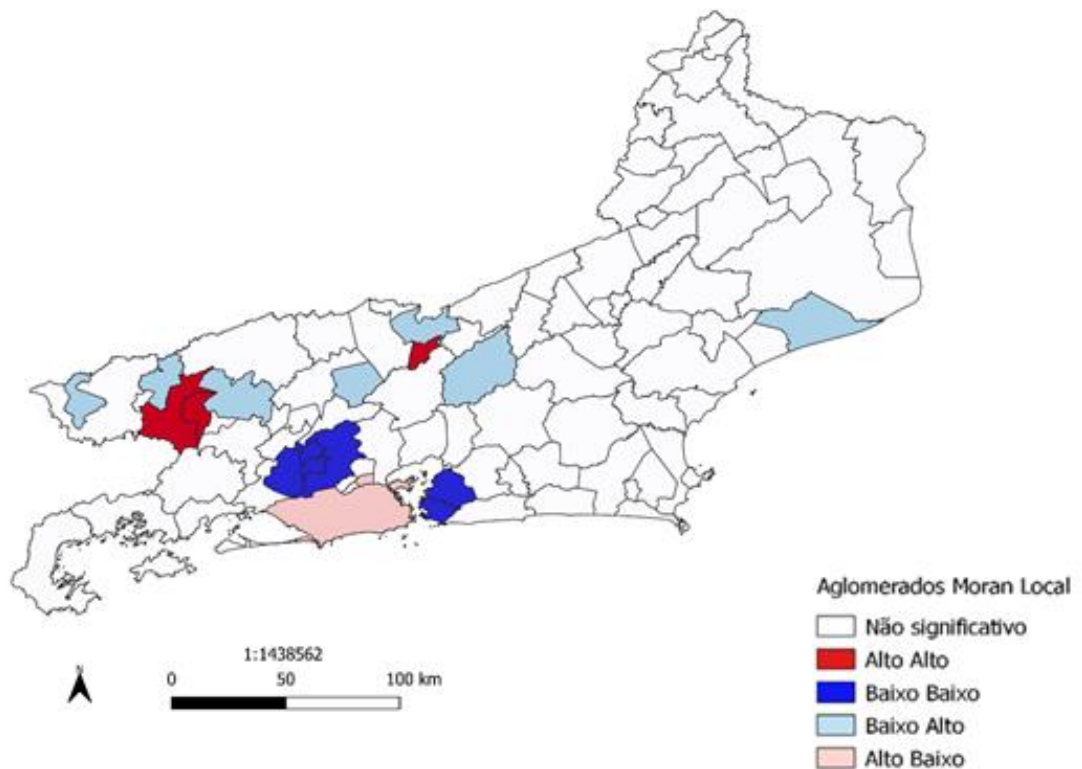 N
1:1438562
0 50 100 km
Aglomerados Moran Local
Não significativo
Alto Alto
Baixo Baixo
Baixo Alto
Alto Baixo